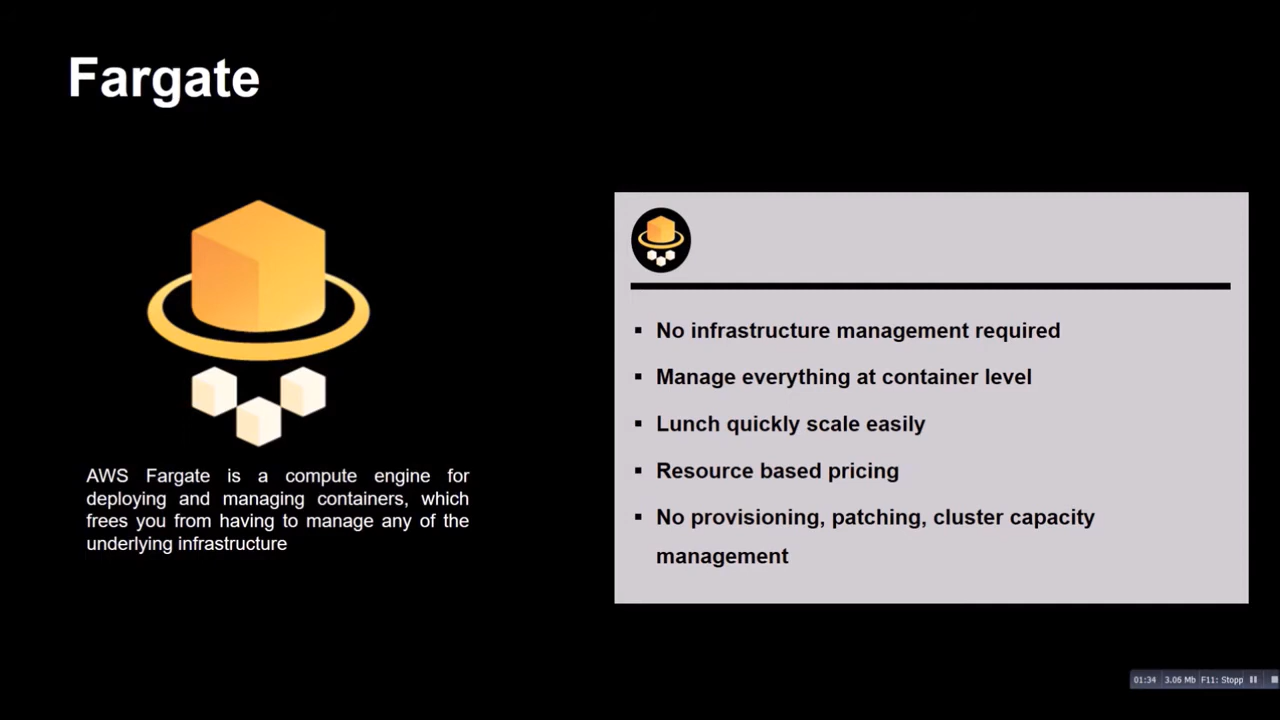 Fargate
AWS Fargate is a compute engine for
deploying and managing containers, which
frees you from having to manage any of the
underlying infrastructure
▪ No infrastructure management required
▪ Manage everything at container level
▪ Lunch quickly scale easily
▪ Resource based pricing
▪ No provisioning, patching, cluster capacity
management
01:34 3.06 Mb F11: Stopp